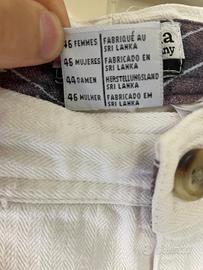 46 FEMMES FABRIQUÉ AU
SRI LANKA
46 MUJERES FABRICADO EN
SRI LANKA
44 DAMEN HERSTELLUNGSLAND
SRI LANKA
46 MULHER FABRICADO EM
SRI LANKA
a
ny